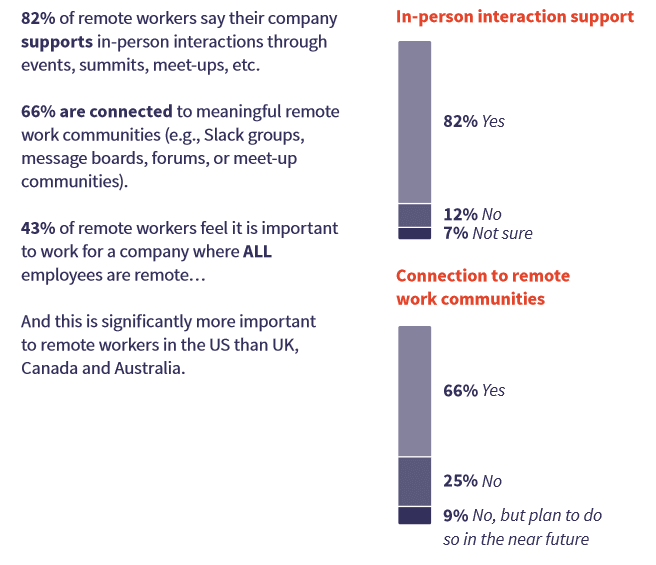 82% of remote workers say their company
supports in-person interactions through
events, summits, meet-ups, etc.
66% are connected to meaningful remote
work communities (e.g., Slack groups,
message boards, forums, or meet-up
communities).
43% of remote workers feel it is important
to work for a company where ALL
employees are remote…
And this is significantly more important
to remote workers in the US than UK,
Canada and Australia.
In-person interaction support
82% Yes
12% No
7% Not sure
Connection to remote
work communities
66% Yes
25% No
9% No, but plan to do
so in the near future